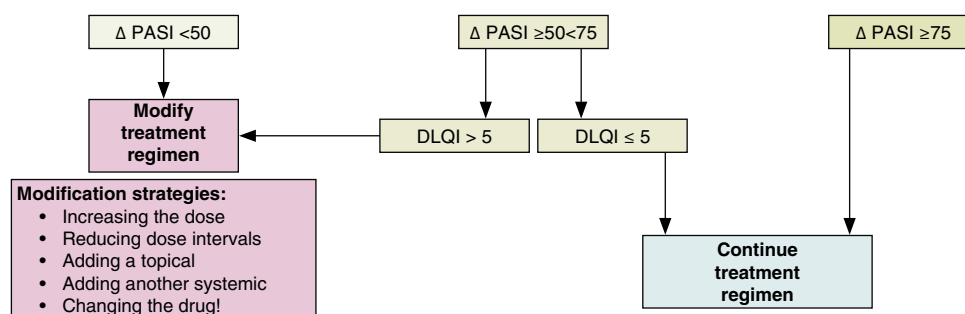 Δ PASI <50
Δ PASI ≥50<75
Δ PASI ≥75
Modify
treatment
regimen
DLQI > 5
DLQI ≤ 5
Modification strategies:
• Increasing the dose
• Reducing dose intervals
• Adding a topical
• Adding another systemic
• Changing the drug!
Continue
treatment
regimen